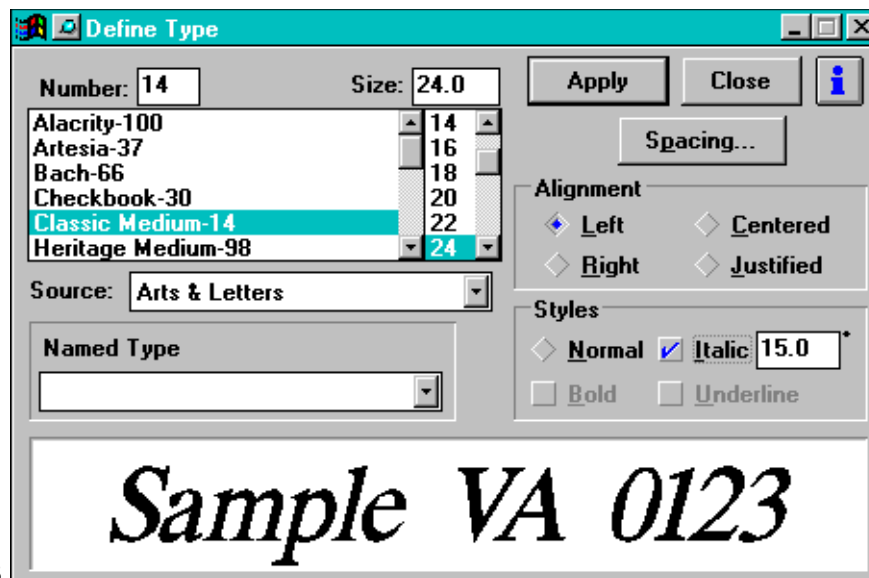 Define Type
Number: 14 Size: 24.0 Apply Close i
Alacrity-100 14
Artesia-37 16
Bach-66 18
Checkbook-30 20
Classic Medium-14 22
Heritage Medium-98 24
Spacing...
Alignment
Left Centered
Right Justified
Source: Arts & Letters
Styles
Normal Italic 15.0 °
Bold Underline
Named Type
Sample VA 0123